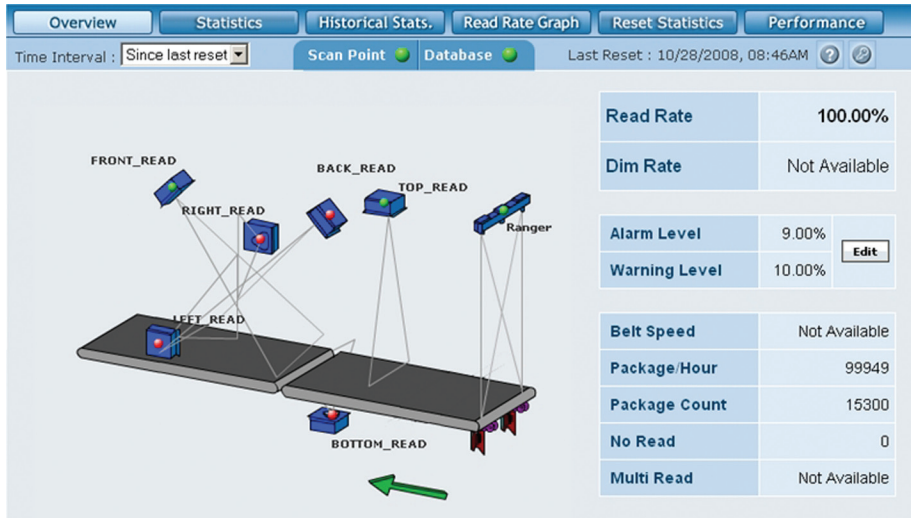 Overview Statistics Historical Stats. Read Rate Graph Reset Statistics Performance
Time Interval : Since last reset Scan Point Database Last Reset : 10/28/2008, 08:46AM ?
Read Rate 100.00%
Dim Rate Not Available
FRONT_READ
BACK_READ
TOP_READ
RIGHT_READ
Ranger
LEFT_READ
BOTTOM_READ
Alarm Level 9.00%
Edit
Warning Level 10.00%
Belt Speed Not Available
Package/Hour 99949
Package Count 15300
No Read 0
Multi Read Not Available